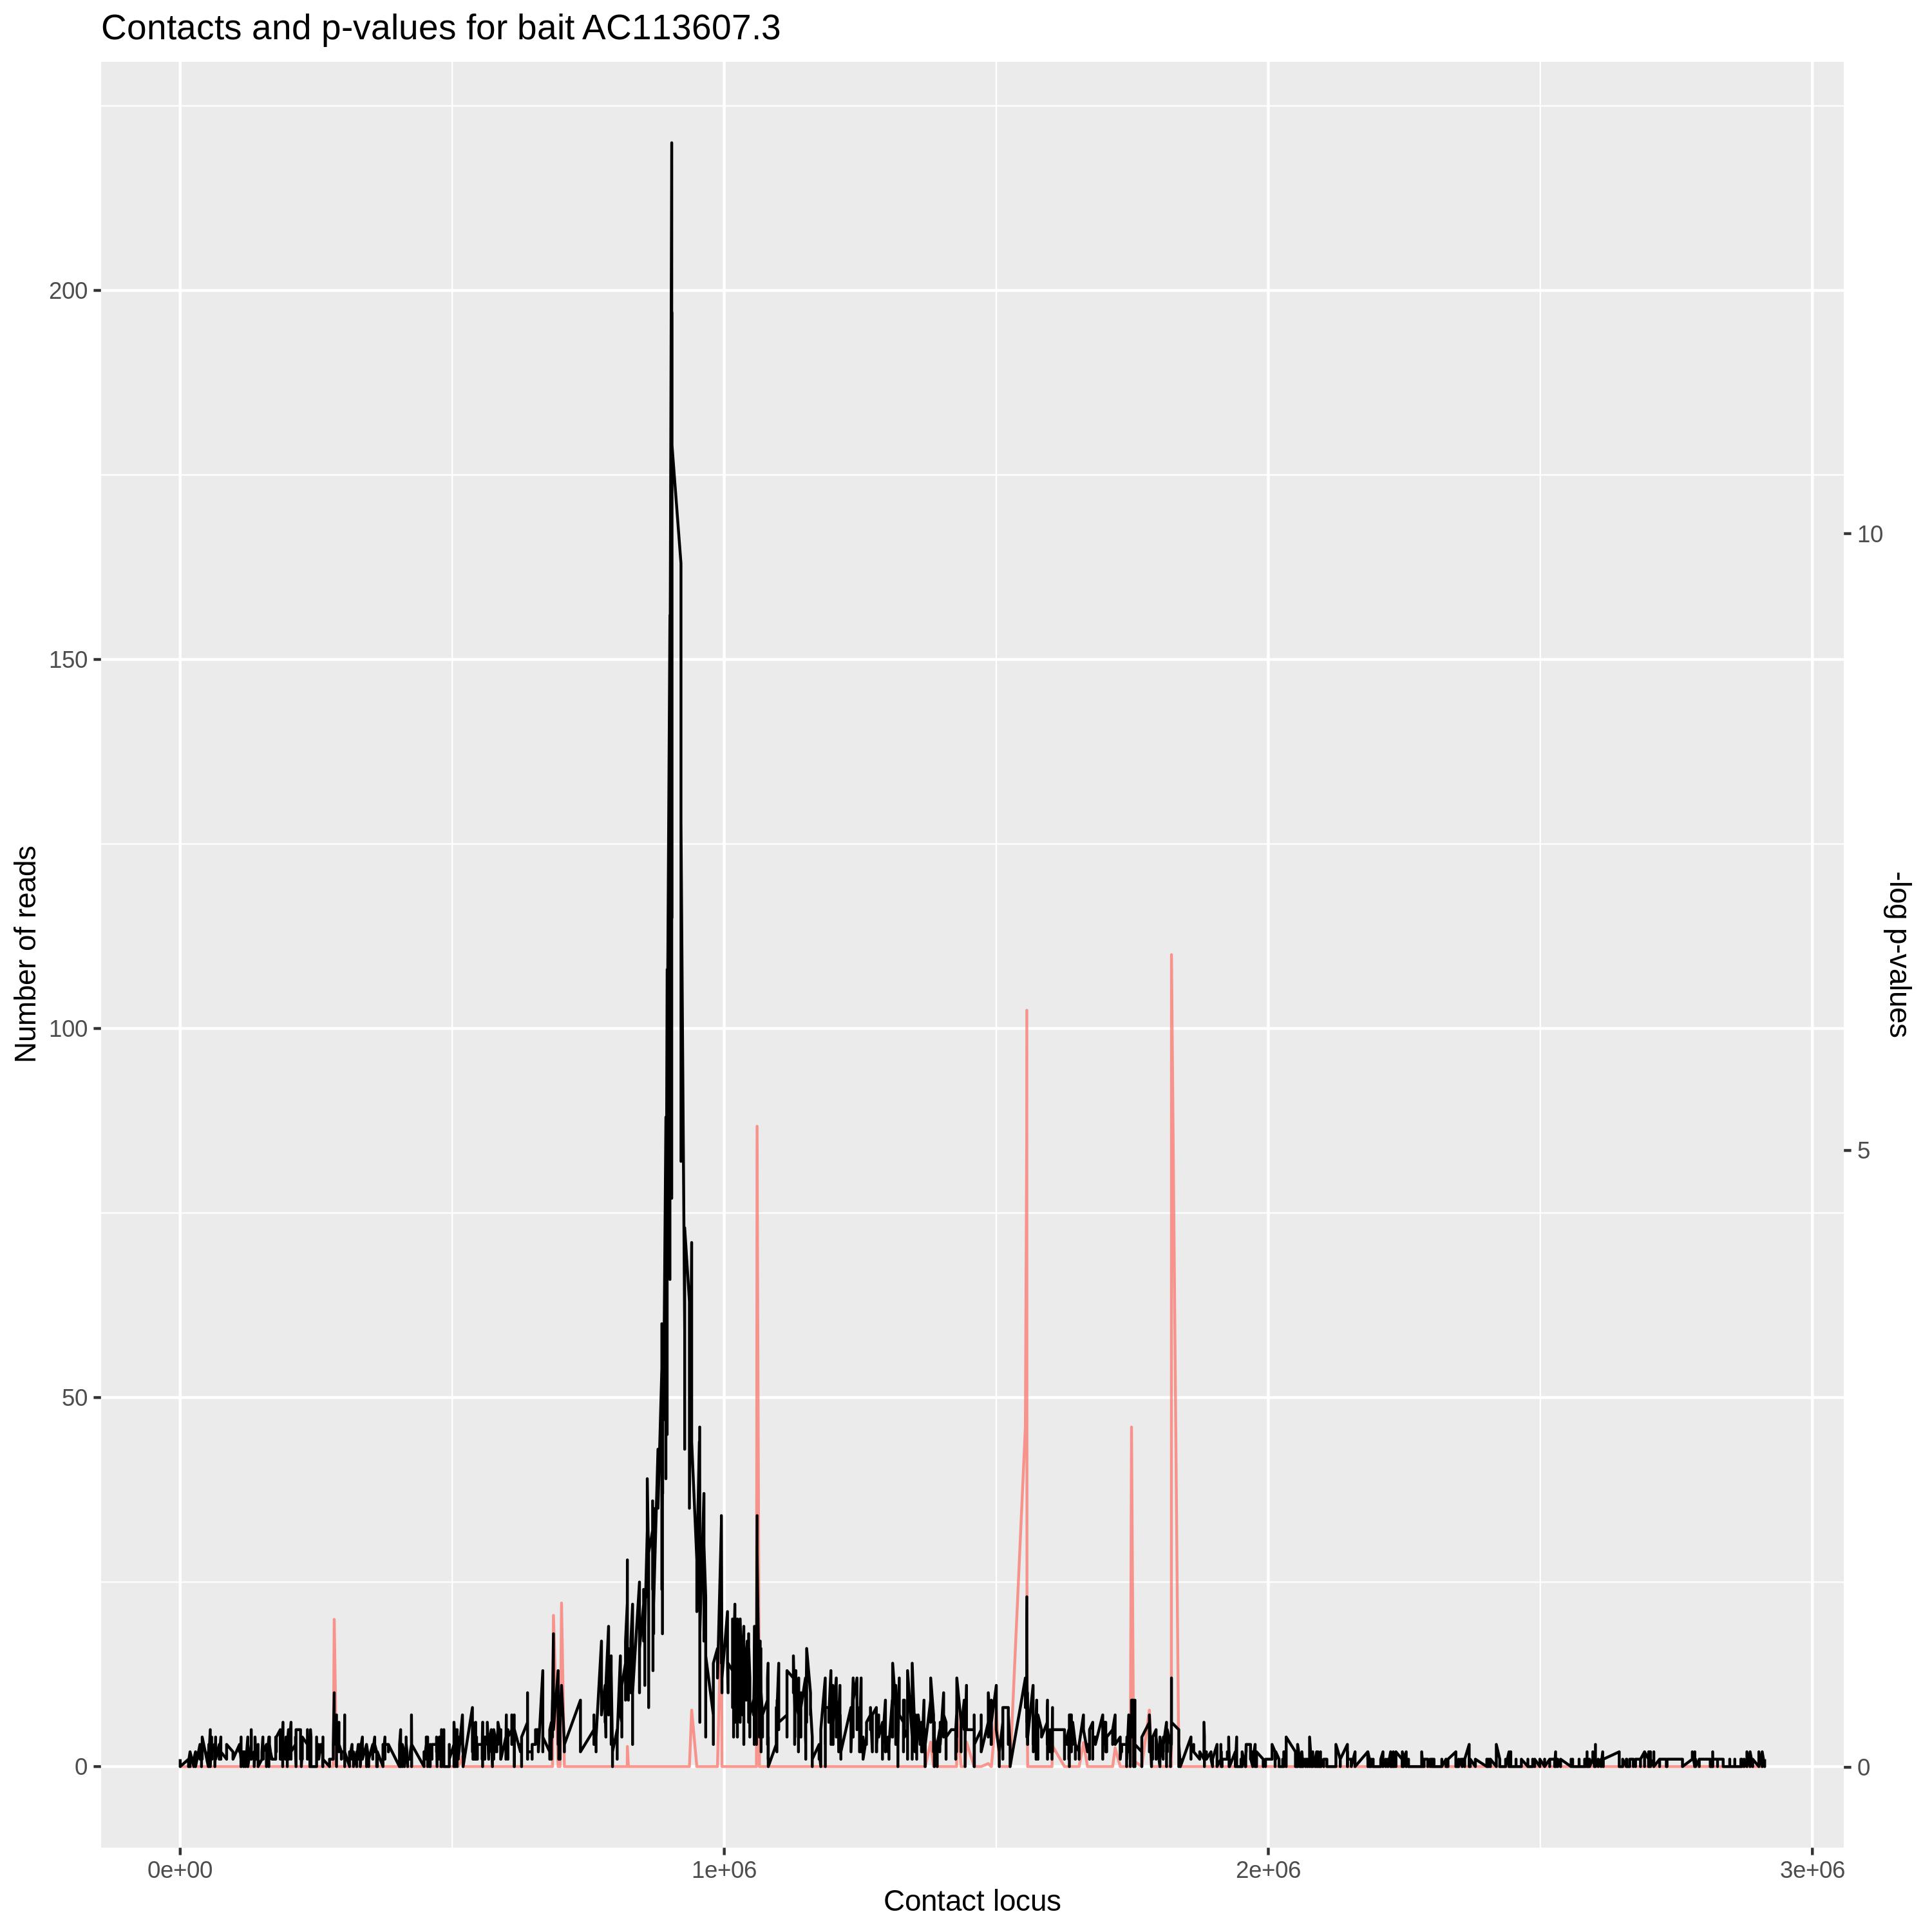 Contacts and p-values for bait AC113607.3
200
150
100
50
0
Number of reads
10
5
0
-log p-values
0e+00
1e+06
2e+06
3e+06
Contact locus